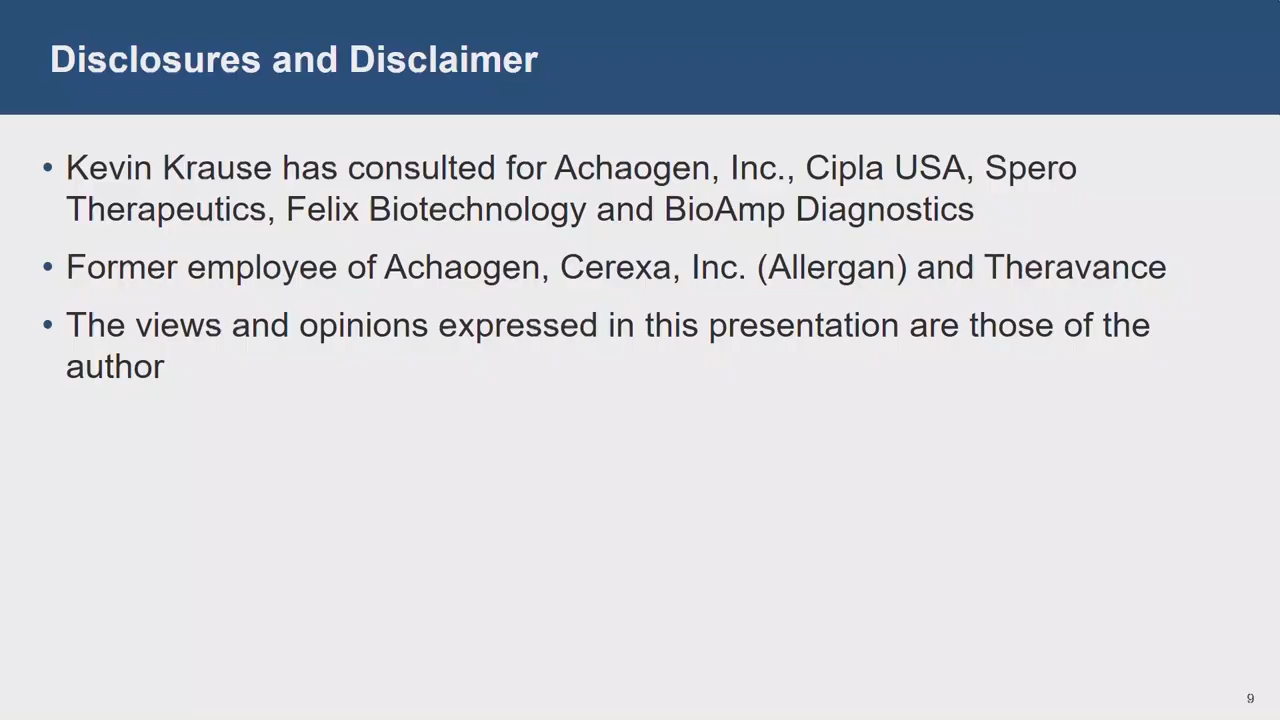 Disclosures and Disclaimer
• Kevin Krause has consulted for Achaogen, Inc., Cipla USA, Spero
Therapeutics, Felix Biotechnology and BioAmp Diagnostics
• Former employee of Achaogen, Cerexa, Inc. (Allergan) and Theravance
• The views and opinions expressed in this presentation are those of the
author
9